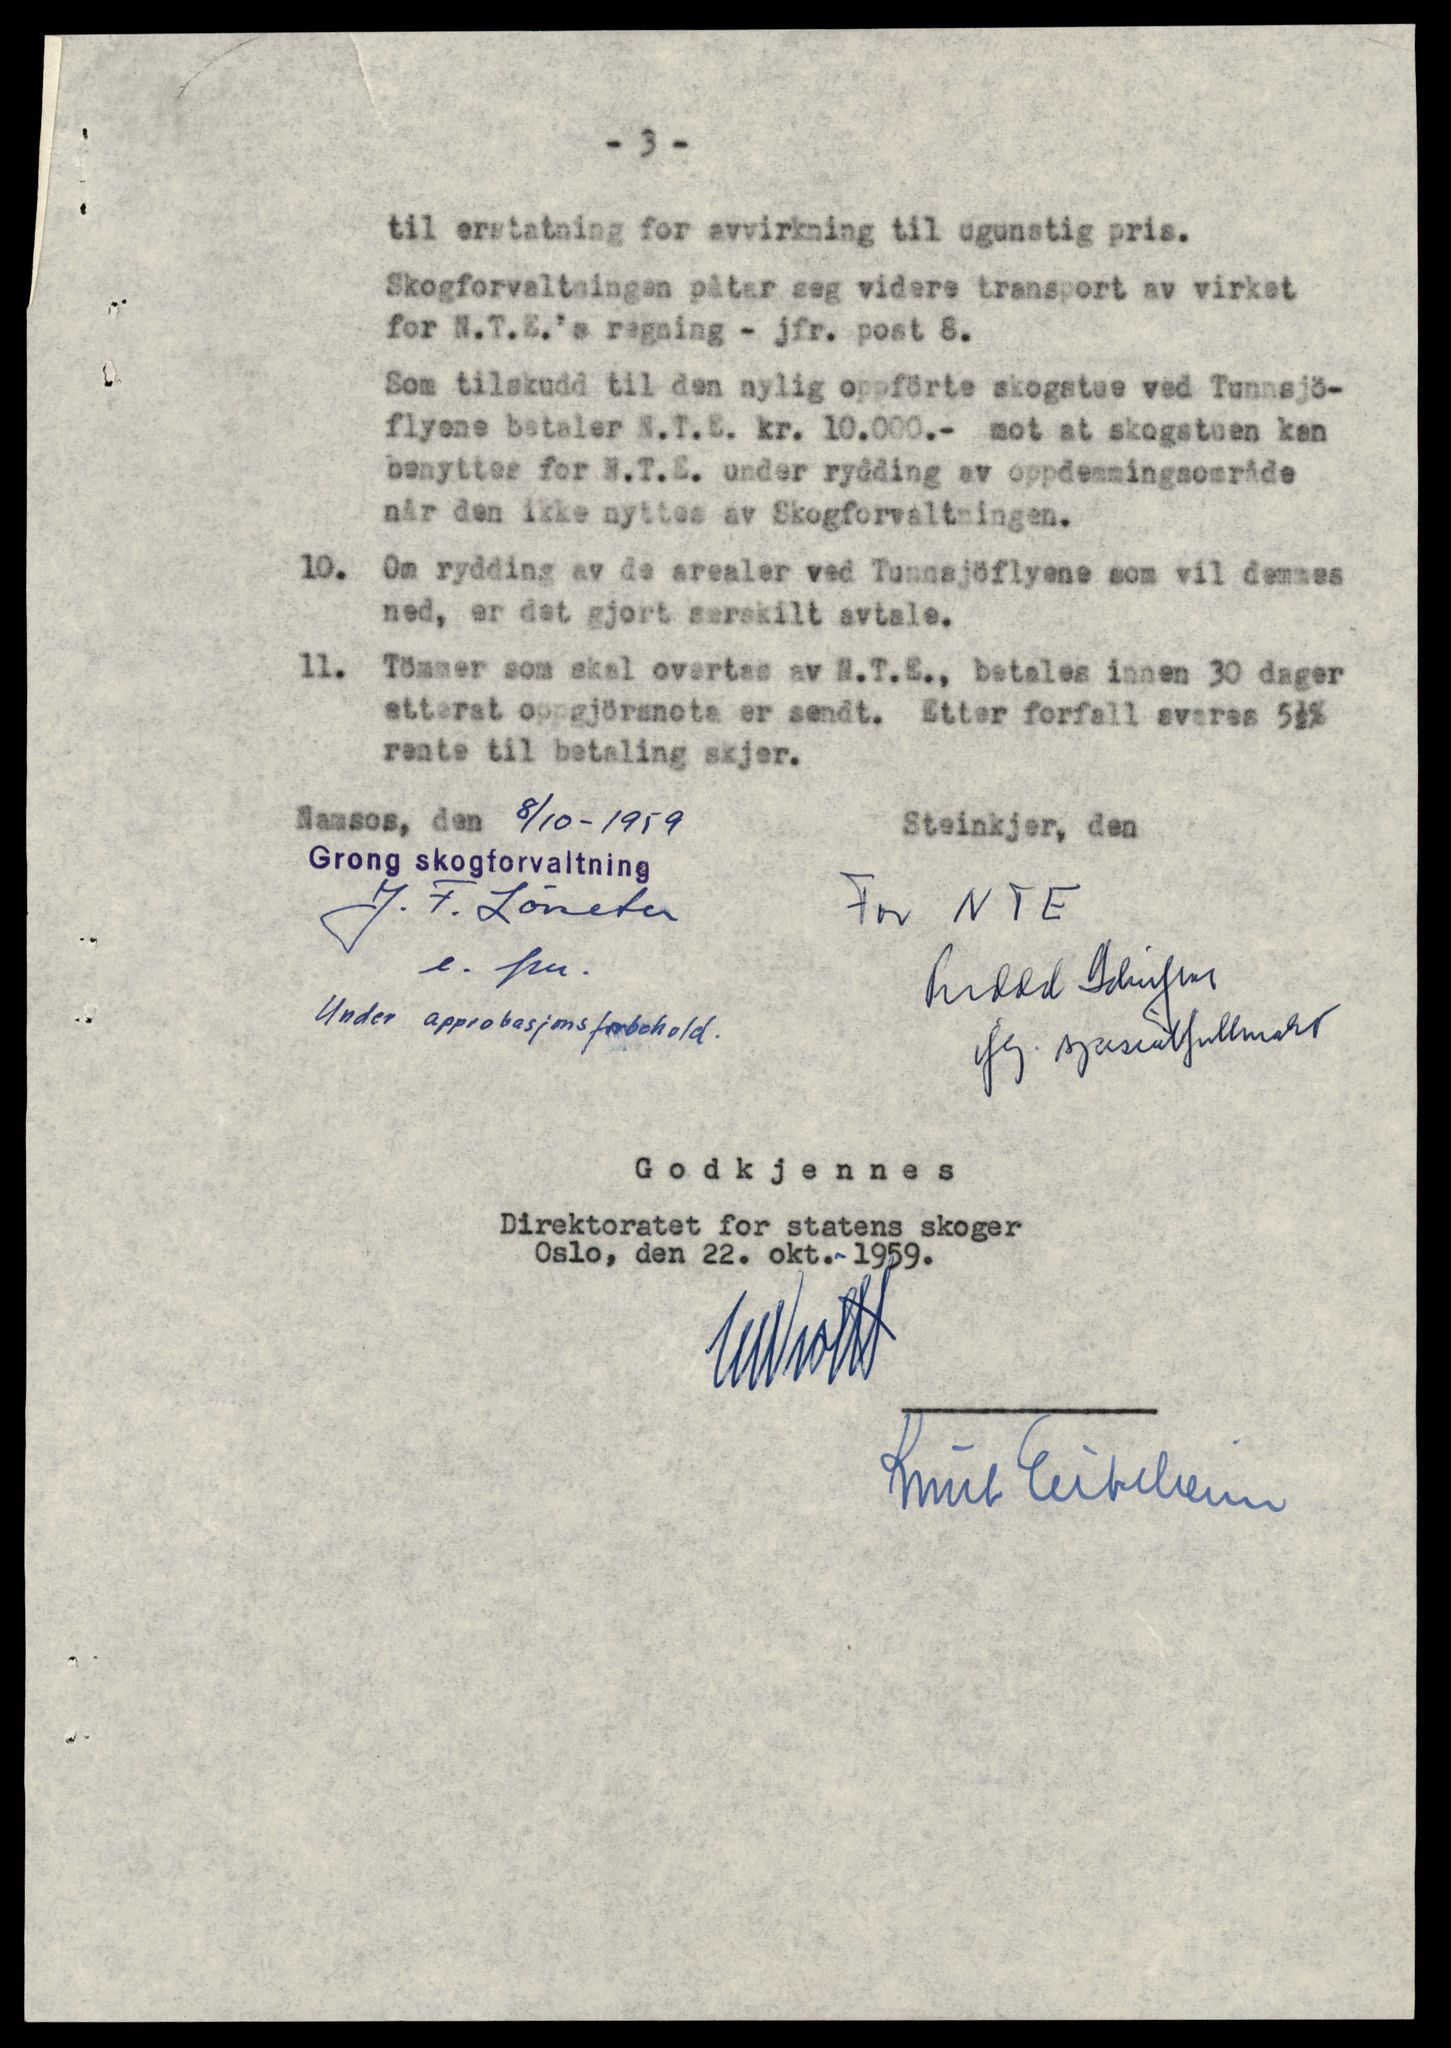 - 3 -
til erstatning for avvirkning til ugunstig pris.
Skogforvaltningen påtar seg videre transport av virket
for N.T.E.'s regning - jfr. post 8.
Som tilskudd til den nylig oppförte skogstue ved Tunnsjö-
flyene betaler N.T.E. kr. 10.000.- mot at skogstuen kan
benyttes for N.T.E. under rydding av oppdemmingsområde
når den ikke nyttes av Skogforvaltningen.
10. Om rydding av de arealer ved Tunnsjöflyene som vil demmes
ned, er det gjort særskilt avtale.
11. Tömmer som skal overtas av N.T.E., betales innen 30 dager
etterat oppgjörsnota er sendt. Etter forfall svares 5½%
rente til betaling skjer.
Namsos, den 8/10-1959 Steinkjer, den
Grong skogforvaltning
J. F.
For NTE
Under approbasjonsforbehold.
spesialfullmakt
Godkjennes
Direktoratet for statens skoger
Oslo, den 22. okt. - 1959.
Knut